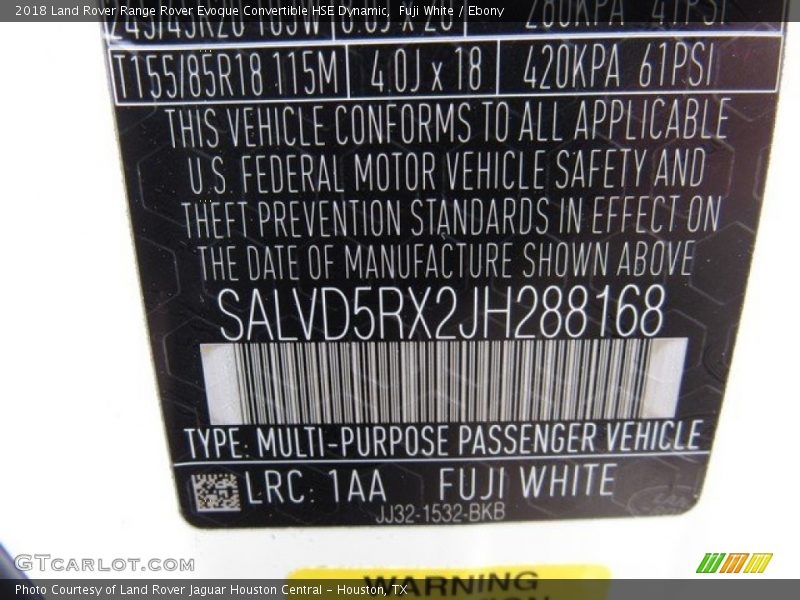 2018 Land Rover Range Rover Evoque Convertible HSE Dynamic,  Fuji White / Ebony
280KPA 41PSI
T155/85R18 115M 4.0J x 18 420KPA 61PSI
THIS VEHICLE CONFORMS TO ALL APPLICABLE
U.S. FEDERAL MOTOR VEHICLE SAFETY AND
THEFT PREVENTION STANDARDS IN EFFECT ON
THE DATE OF MANUFACTURE SHOWN ABOVE
SALVD5RX2JH288168
TYPE: MULTI-PURPOSE PASSENGER VEHICLE
LRC: 1AA FUJI WHITE
JJ32-1532-BKB
GTCARLOT.COM
WARNING
Photo Courtesy of Land Rover Jaguar Houston Central - Houston, TX